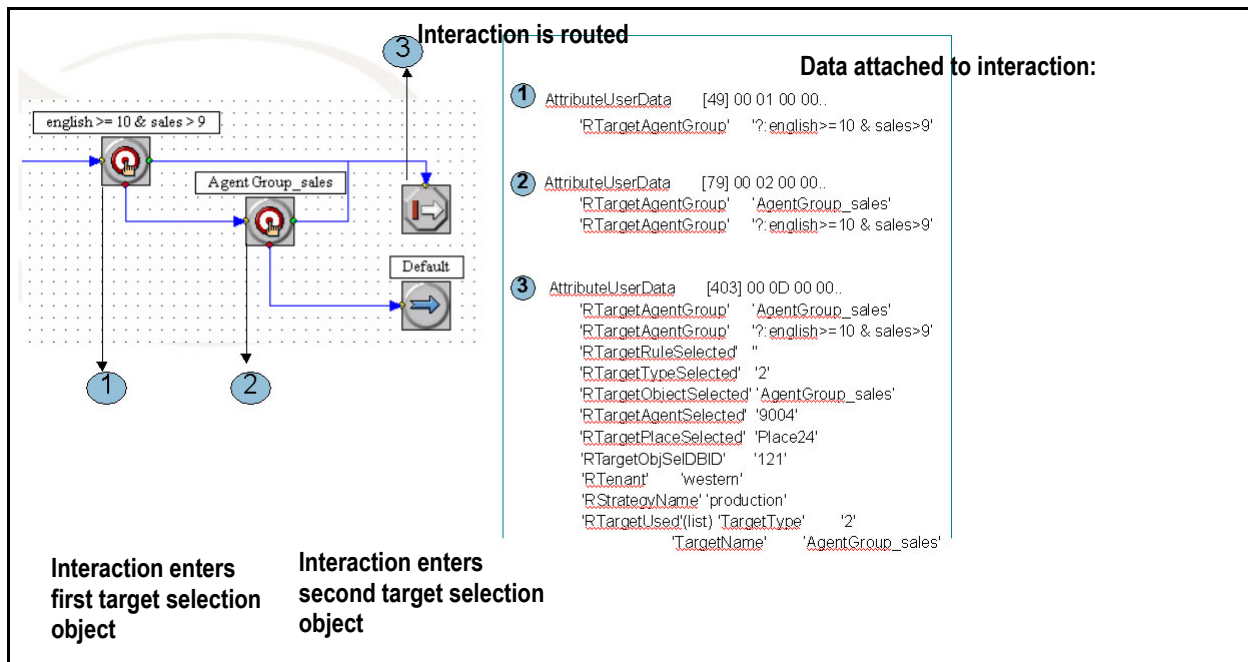 Interaction is routed
3
Data attached to interaction:
english >= 10 & sales > 9
Agent Group_sales
Default
1
2
1 AttributeUserData [49] 00 01 00 00..
'RTargetAgentGroup' '?:english>=10 & sales>9'
2 AttributeUserData [79] 00 02 00 00..
'RTargetAgentGroup' 'AgentGroup_sales'
'RTargetAgentGroup' '?:english>=10 & sales>9'
3 AttributeUserData [403] 00 0D 00 00..
'RTargetAgentGroup' 'AgentGroup_sales'
'RTargetAgentGroup' '?:english>=10 & sales>9'
'RTargetRuleSelected' ''
'RTargetTypeSelected' '2'
'RTargetObjectSelected' 'AgentGroup_sales'
'RTargetAgentSelected' '9004'
'RTargetPlaceSelected' 'Place24'
'RTargetObjSelDBID' '121'
'RTenant' 'western'
'RStrategyName' 'production'
'RTargetUsed'(list) 'TargetType' '2'
'TargetName' 'AgentGroup_sales'
Interaction enters
first target selection
object
Interaction enters
second target selection
object